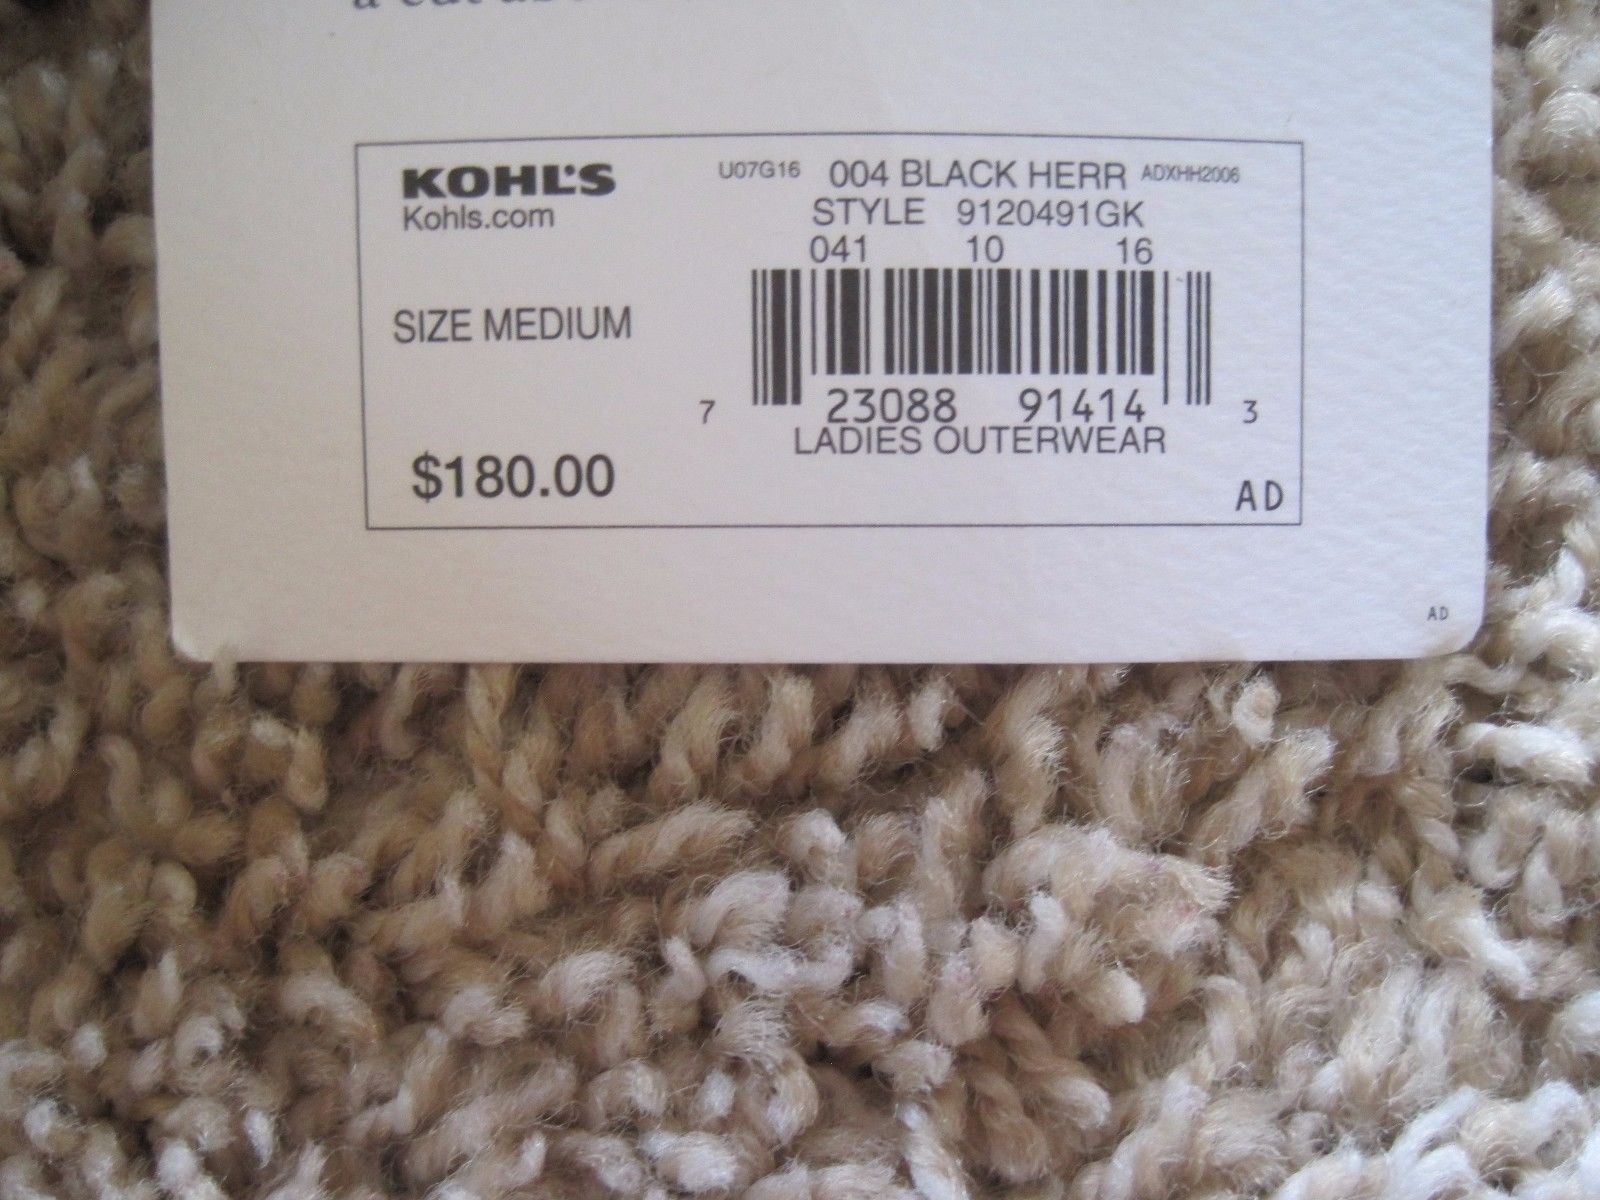 a cut
KOHL'S
Kohls.com
U07G16 004 BLACK HERR ADXHH2006
STYLE 9120491GK
041 10 16
SIZE MEDIUM
7 23088 91414 3
LADIES OUTERWEAR
$180.00
AD
AD